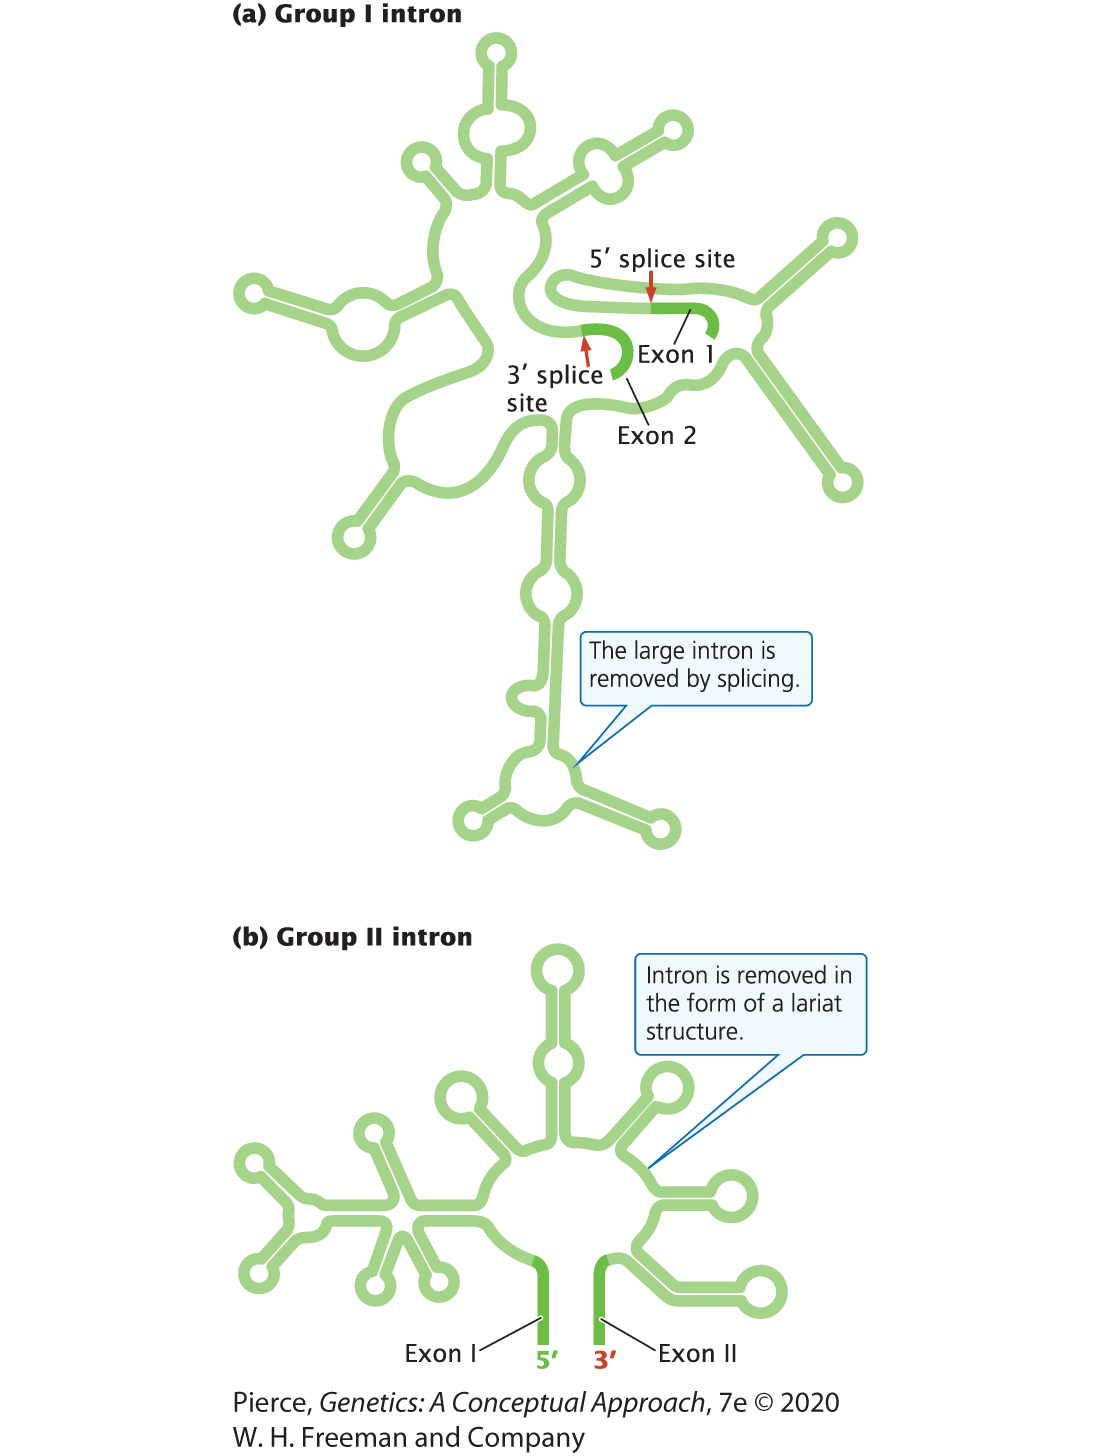 (a) Group I intron
5′ splice site
Exon 1
3′ splice
site
Exon 2
The large intron is
removed by splicing.
(b) Group II intron
Intron is removed in
the form of a lariat
structure.
Exon I
5′
3′
Exon II
Pierce, Genetics: A Conceptual Approach, 7e © 2020
W. H. Freeman and Company